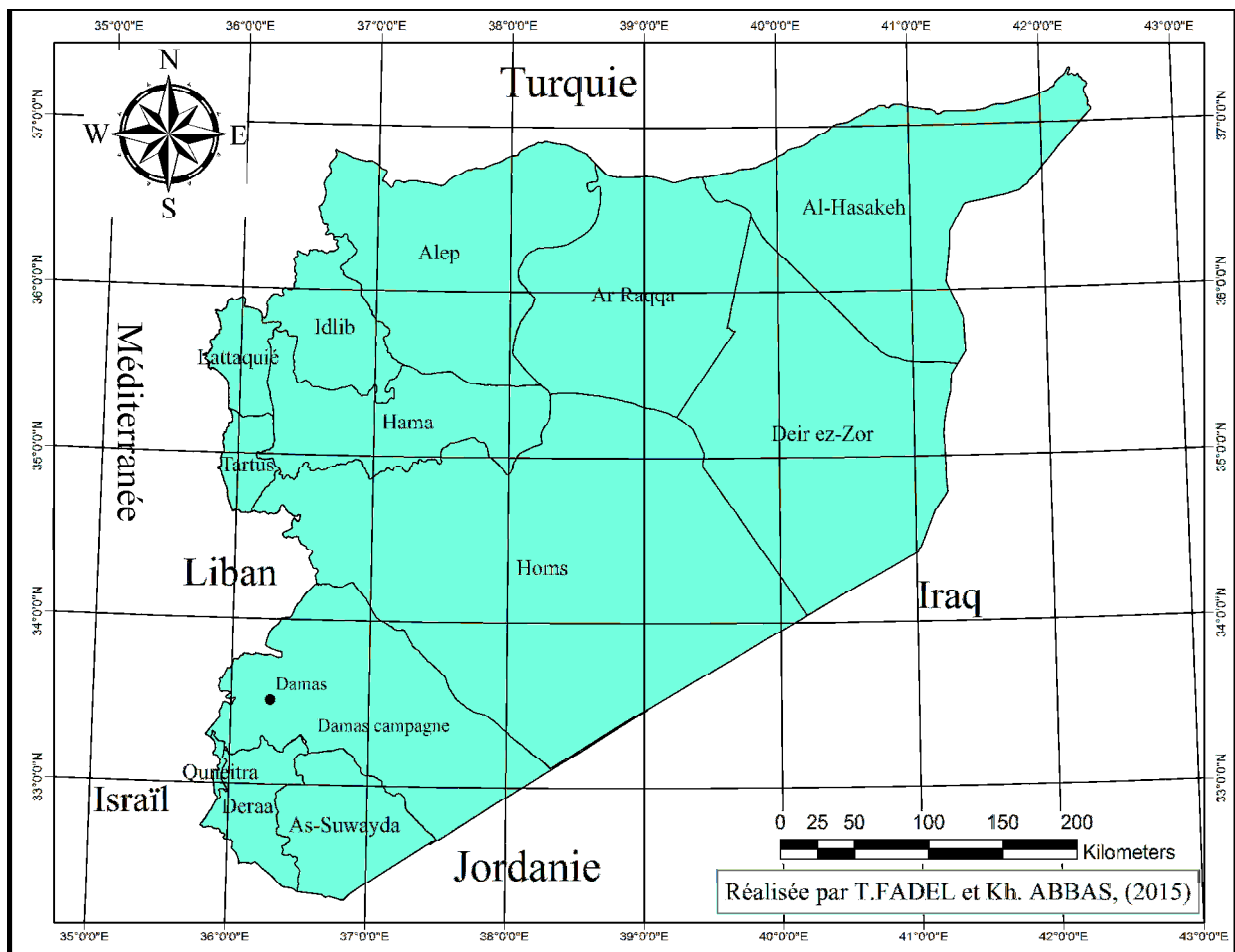 35°0'0"E 36°0'0"E 37°0'0"E 38°0'0"E 39°0'0"E 40°0'0"E 41°0'0"E 42°0'0"E 43°0'0"E
N
W E
S
Turquie
37°0'0"N
37°0'0"N
Al-Hasakeh
Alep
36°0'0"N
Ar Raqqa
36°0'0"N
Méditerranée
Idlib
Lattaquié
Hama
Deir ez-Zor
35°0'0"N
Tartus
35°0'0"N
Liban
Homs
Iraq
34°0'0"N
34°0'0"N
Damas
Damas campagne
Quneitra
33°0'0"N
33°0'0"N
Israïl
Deraa
As-Suwayda
Jordanie
0 25 50 100 150 200
Kilometers
Réalisée par T.FADEL et Kh. ABBAS, (2015)
35°0'0"E 36°0'0"E 37°0'0"E 38°0'0"E 39°0'0"E 40°0'0"E 41°0'0"E 42°0'0"E 43°0'0"E